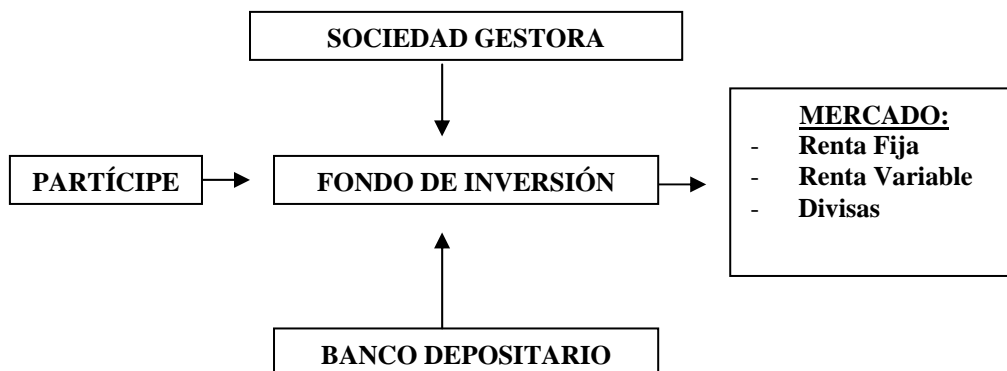 SOCIEDAD GESTORA
MERCADO:
- Renta Fija
- Renta Variable
- Divisas
PARTÍCIPE
FONDO DE INVERSIÓN
BANCO DEPOSITARIO